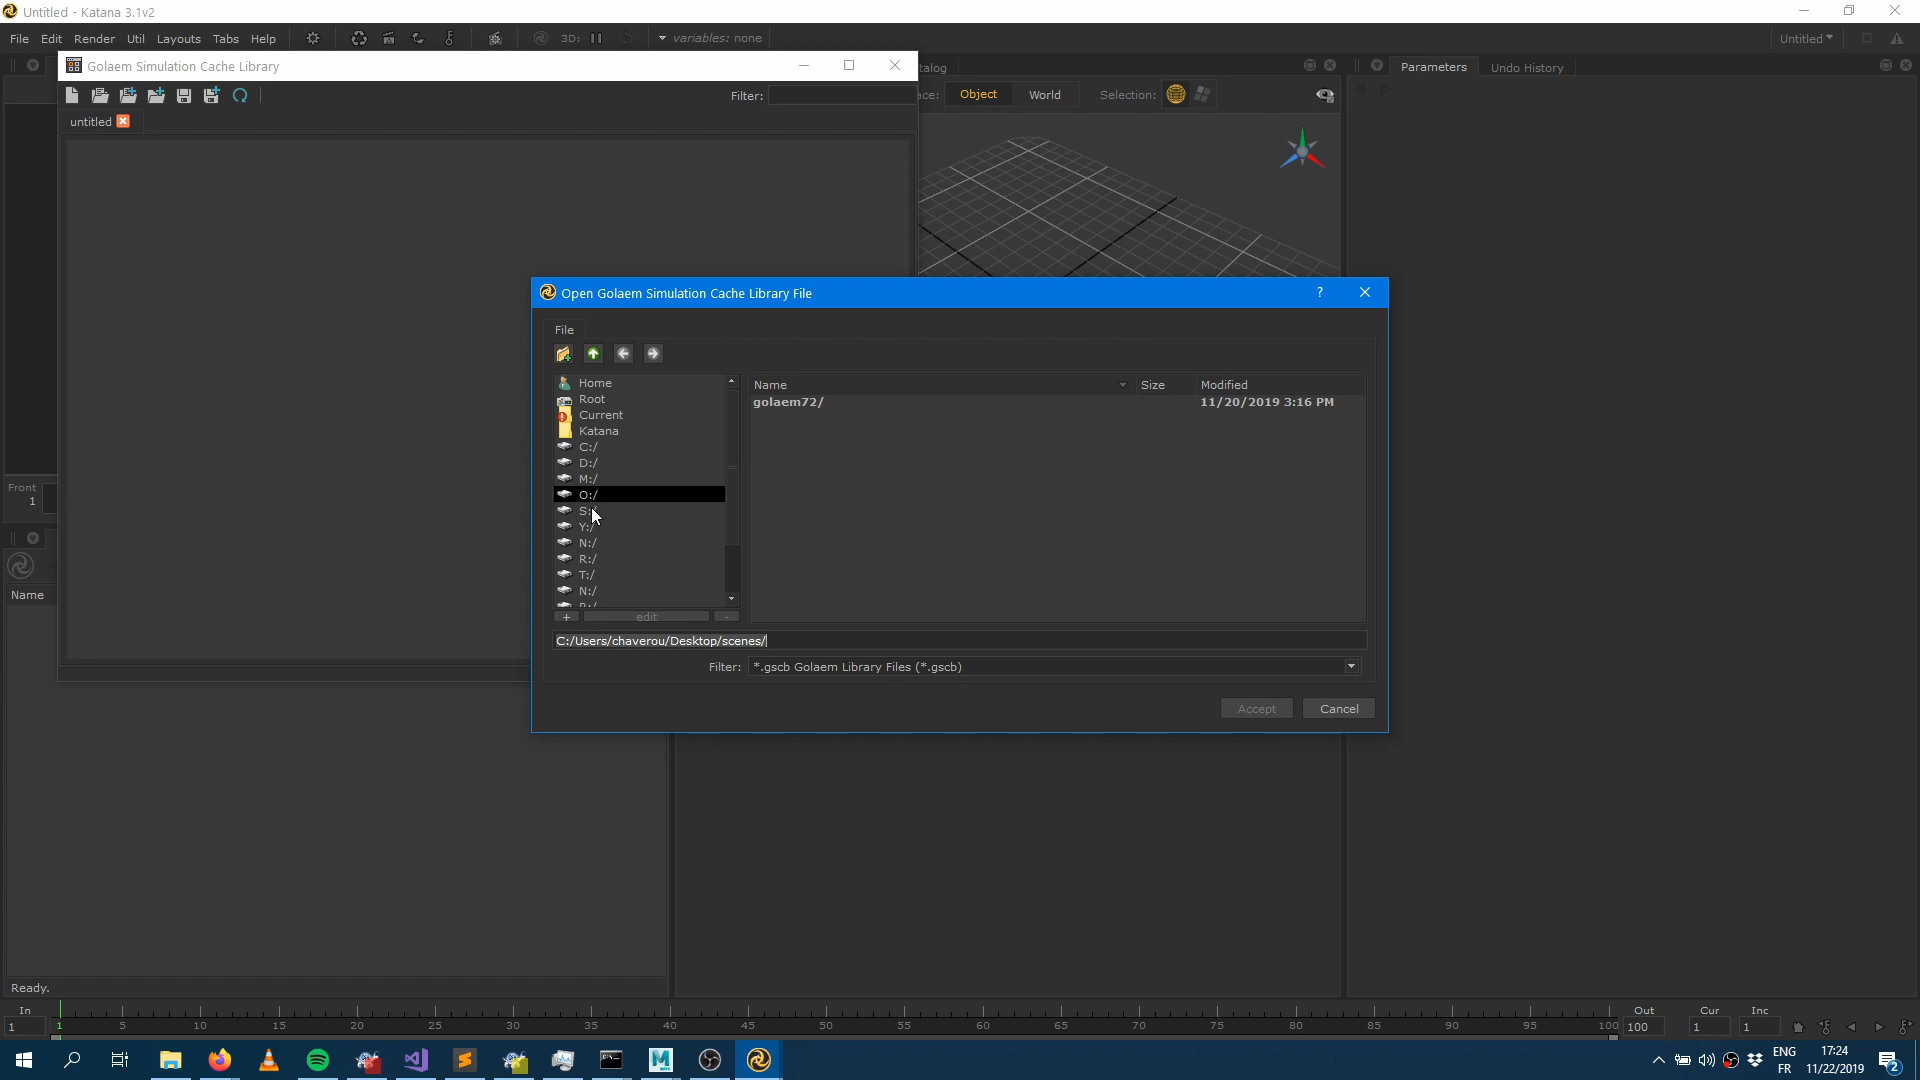 Untitled - Katana 3.1v2
File Edit Render Util Layouts Tabs Help 3D: variables: none Untitled
Golaem Simulation Cache Library
talog
Parameters Undo History
Filter:
ace: Object World Selection:
untitled
Open Golaem Simulation Cache Library File ?
File
Home
Root
Current
Katana
C:/
D:/
M:/
O:/
S:/
Y:/
N:/
R:/
T:/
N:/
Name Size Modified
golaem72/ 11/20/2019 3:16 PM
+ edit -
C:/Users/chaverou/Desktop/scenes/
Filter: *.gscb Golaem Library Files (*.gscb)
Accept Cancel
Front
1
Name
Ready.
In Out Cur Inc
1 1 5 10 15 20 25 30 35 40 45 50 55 60 65 70 75 80 85 90 95 100 100 1 1
ENG
FR
17:24
11/22/2019
2